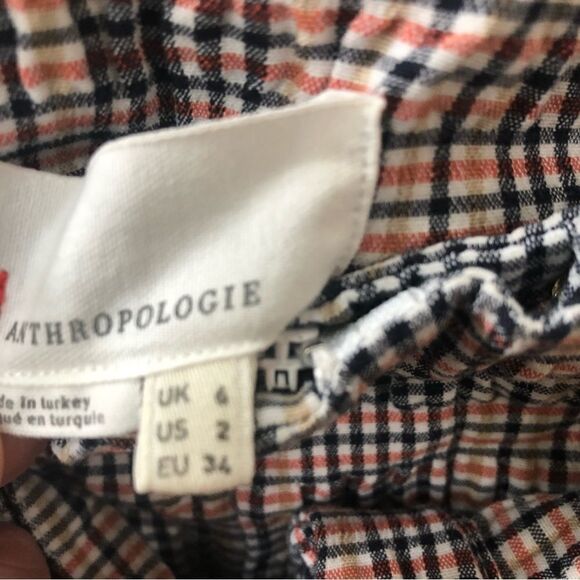 ANTHROPOLOGIE
de in turkey
qué en turquie
UK 6
US 2
EU 34